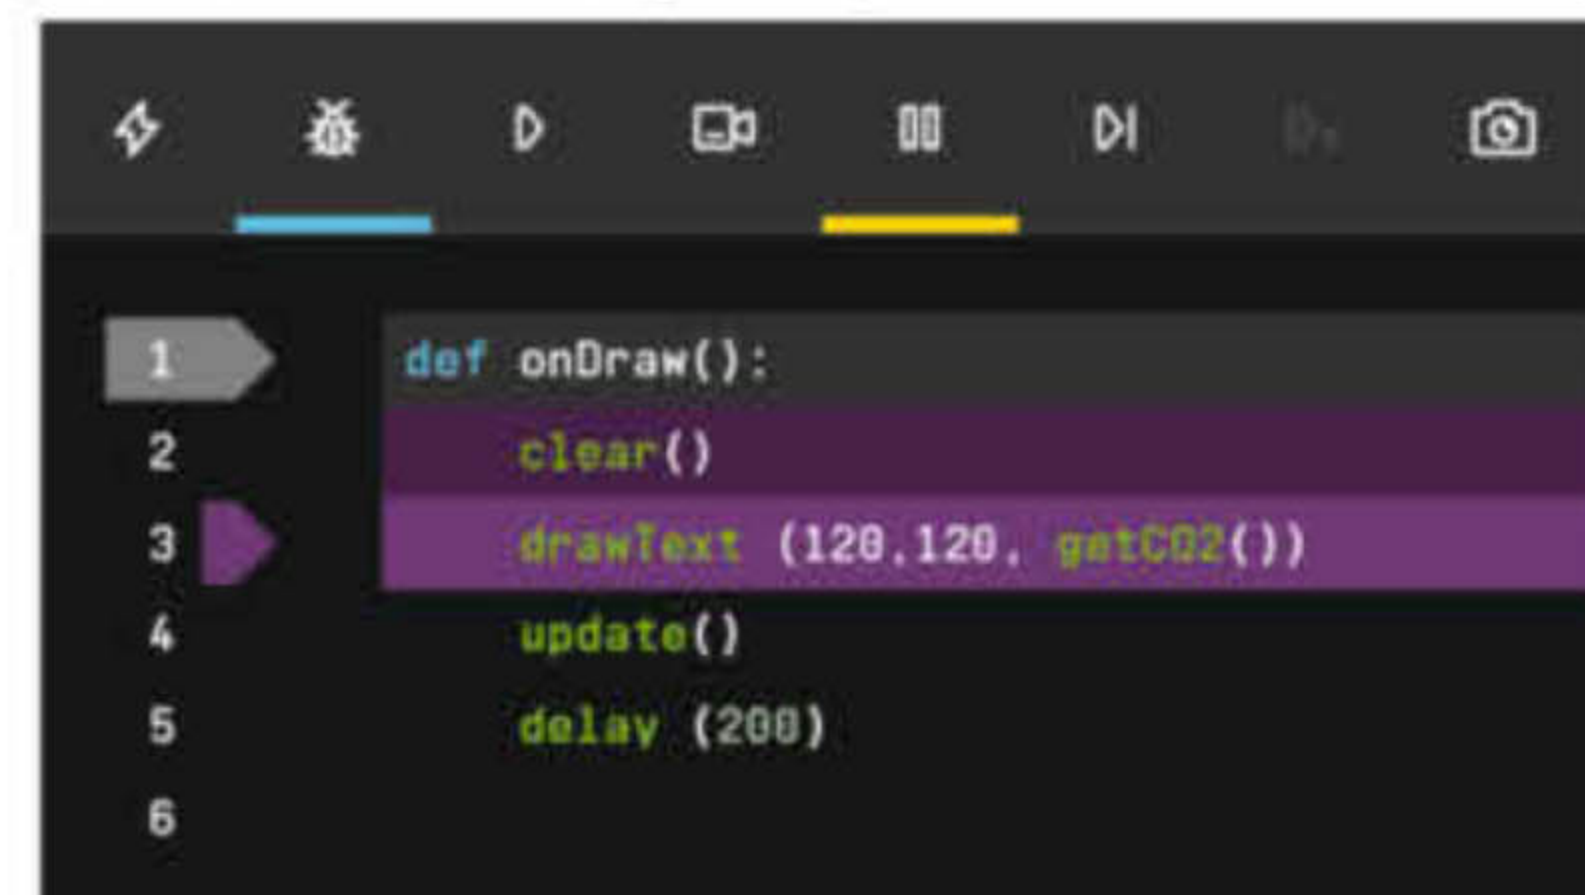 1 def onDraw():
2 clear()
3 drawText (120,120, getCO2())
4 update()
5 delay (200)
6